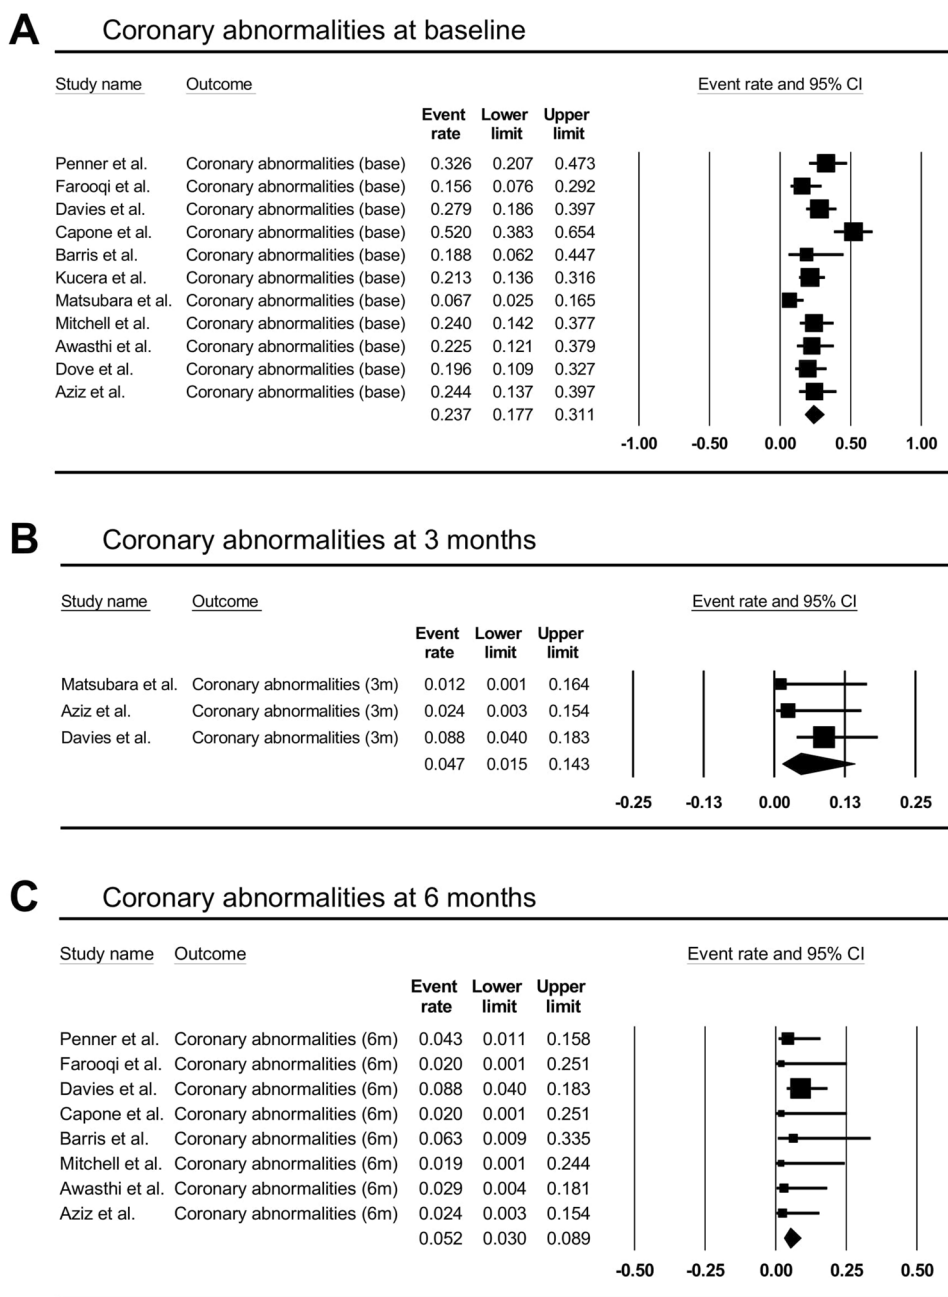 A Coronary abnormalities at baseline
Study name Outcome Event rate and 95% CI
Event Lower Upper
rate limit limit
Penner et al. Coronary abnormalities (base) 0.326 0.207 0.473
Farooqi et al. Coronary abnormalities (base) 0.156 0.076 0.292
Davies et al. Coronary abnormalities (base) 0.279 0.186 0.397
Capone et al. Coronary abnormalities (base) 0.520 0.383 0.654
Barris et al. Coronary abnormalities (base) 0.188 0.062 0.447
Kucera et al. Coronary abnormalities (base) 0.213 0.136 0.316
Matsubara et al. Coronary abnormalities (base) 0.067 0.025 0.165
Mitchell et al. Coronary abnormalities (base) 0.240 0.142 0.377
Awasthi et al. Coronary abnormalities (base) 0.225 0.121 0.379
Dove et al. Coronary abnormalities (base) 0.196 0.109 0.327
Aziz et al. Coronary abnormalities (base) 0.244 0.137 0.397
0.237 0.177 0.311
-1.00 -0.50 0.00 0.50 1.00
B Coronary abnormalities at 3 months
Study name Outcome Event rate and 95% CI
Event Lower Upper
rate limit limit
Matsubara et al. Coronary abnormalities (3m) 0.012 0.001 0.164
Aziz et al. Coronary abnormalities (3m) 0.024 0.003 0.154
Davies et al. Coronary abnormalities (3m) 0.088 0.040 0.183
0.047 0.015 0.143
-0.25 -0.13 0.00 0.13 0.25
C Coronary abnormalities at 6 months
Study name Outcome Event rate and 95% CI
Event Lower Upper
rate limit limit
Penner et al. Coronary abnormalities (6m) 0.043 0.011 0.158
Farooqi et al. Coronary abnormalities (6m) 0.020 0.001 0.251
Davies et al. Coronary abnormalities (6m) 0.088 0.040 0.183
Capone et al. Coronary abnormalities (6m) 0.020 0.001 0.251
Barris et al. Coronary abnormalities (6m) 0.063 0.009 0.335
Mitchell et al. Coronary abnormalities (6m) 0.019 0.001 0.244
Awasthi et al. Coronary abnormalities (6m) 0.029 0.004 0.181
Aziz et al. Coronary abnormalities (6m) 0.024 0.003 0.154
0.052 0.030 0.089
-0.50 -0.25 0.00 0.25 0.50